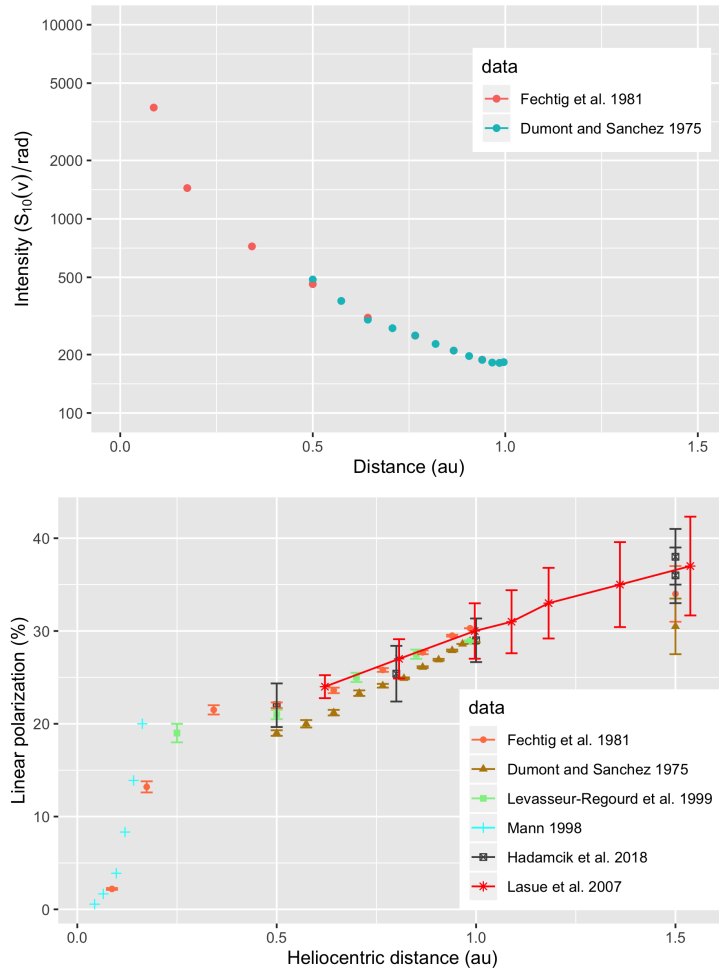 10000
5000
2000
1000
500
200
100
Intensity (S₁₀(v)/rad)
data
Fechtig et al. 1981
Dumont and Sanchez 1975
0.0
0.5
1.0
1.5
Distance (au)
40
30
20
10
0
Linear polarization (%)
data
Fechtig et al. 1981
Dumont and Sanchez 1975
Levasseur-Regourd et al. 1999
Mann 1998
Hadamcik et al. 2018
Lasue et al. 2007
0.0
0.5
1.0
1.5
Heliocentric distance (au)